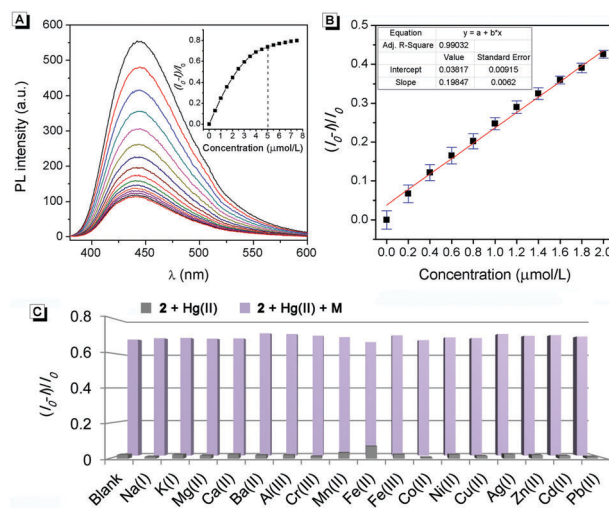 A
600
500
400
300
200
100
0
PL intensity (a.u.)
400 450 500 550 600
λ (nm)
0.8
0.6
0.4
0.2
0.0
(I0-I)/I0
0 1 2 3 4 5 6 7 8
Concentration (μmol/L)
B
0.5
0.4
0.3
0.2
0.1
0.0
(I0-I)/I0
Equation y = a + b*x
Adj. R-Square 0.99032
Value Standard Error
Intercept 0.03817 0.00915
Slope 0.19847 0.0062
0.0 0.2 0.4 0.6 0.8 1.0 1.2 1.4 1.6 1.8 2.0
Concentration (μmol/L)
C
2 + Hg(II) 2 + Hg(II) + M
0.8
0.6
0.4
0.2
0
(I0-I)/I0
Blank Na(I) K(I) Mg(II) Ca(II) Ba(II) Al(III) Cr(III) Mn(II) Fe(II) Fe(III) Co(II) Ni(II) Cu(II) Ag(I) Zn(II) Cd(II) Pb(II)